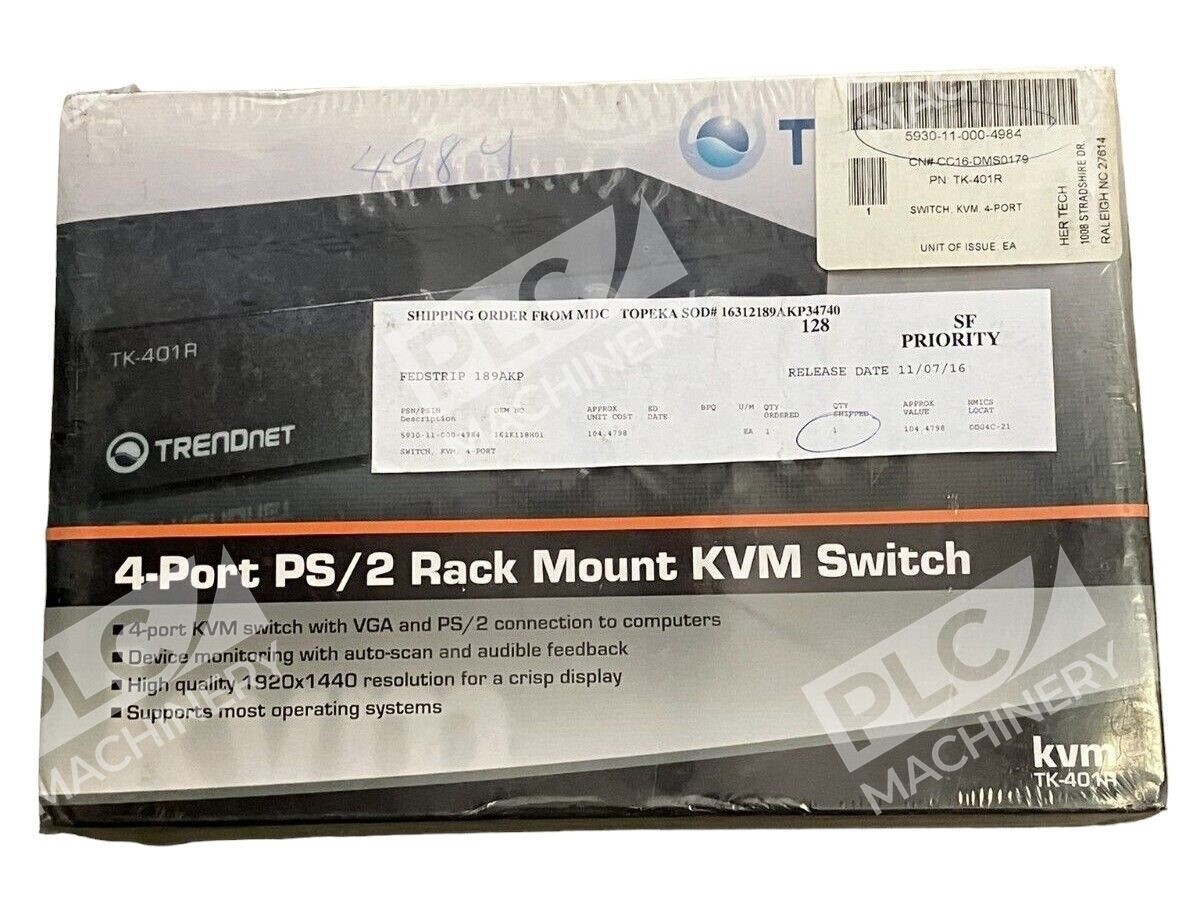 4984
T
5930-11-000-4984
CN# CC16-DMS0179
PN: TK-401R
1
SWITCH, KVM, 4-PORT
UNIT OF ISSUE: EA
HER TECH
1008 STRADSHIRE DR.
RALEIGH NC 27614
SHIPPING ORDER FROM MDC TOPEKA SOD# 16312189AKP34740
128
SF
PRIORITY
FEDSTRIP 189AKP
RELEASE DATE 11/07/16
PSN/PSIN OEM NO APPROX ED BPQ U/M QTY QTY APPROX NMICS
Description UNIT COST DATE ORDERED SHIPPED VALUE LOCAT
5930-11-000-4984 161K118H01 104.4798 EA 1 1 104.4798 DD04C-21
SWITCH, KVM, 4-PORT
TK-401R
TRENDNET
4-Port PS/2 Rack Mount KVM Switch
4-port KVM switch with VGA and PS/2 connection to computers
Device monitoring with auto-scan and audible feedback
High quality 1920x1440 resolution for a crisp display
Supports most operating systems
kvm
TK-401R
PLC
MACHINERY
PLC
MACHINERY
PLC
MACHINERY